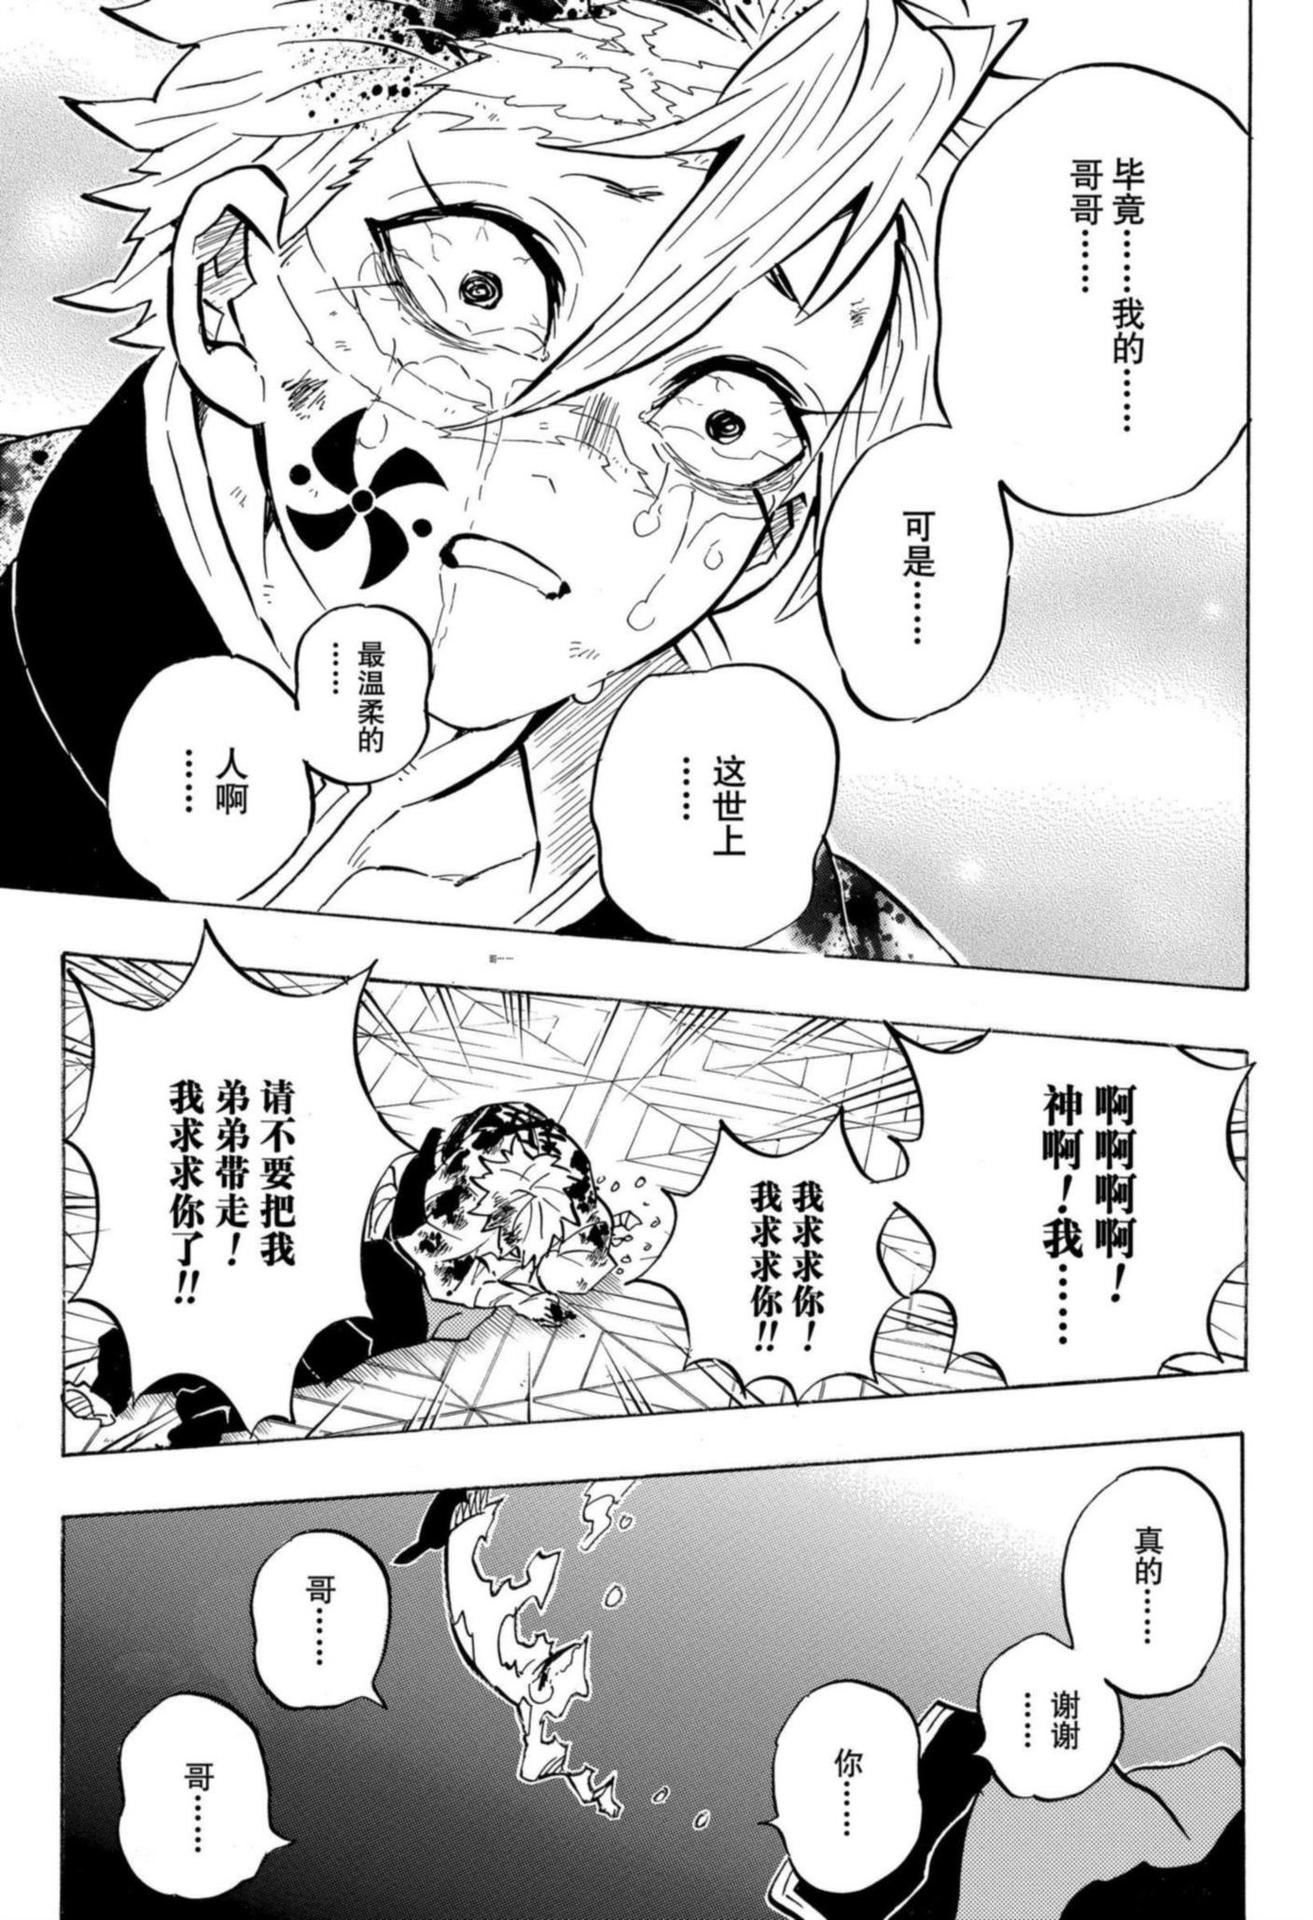 毕竟……我的……
哥哥……
可是……
这世上
……
最温柔的
……
人啊
……
啊啊啊啊！
神啊！我……
我求求你！
我求求你！！
请不要把我
弟弟带走！
我求求你了！！
真的……
谢谢
……
你……
哥……
哥……